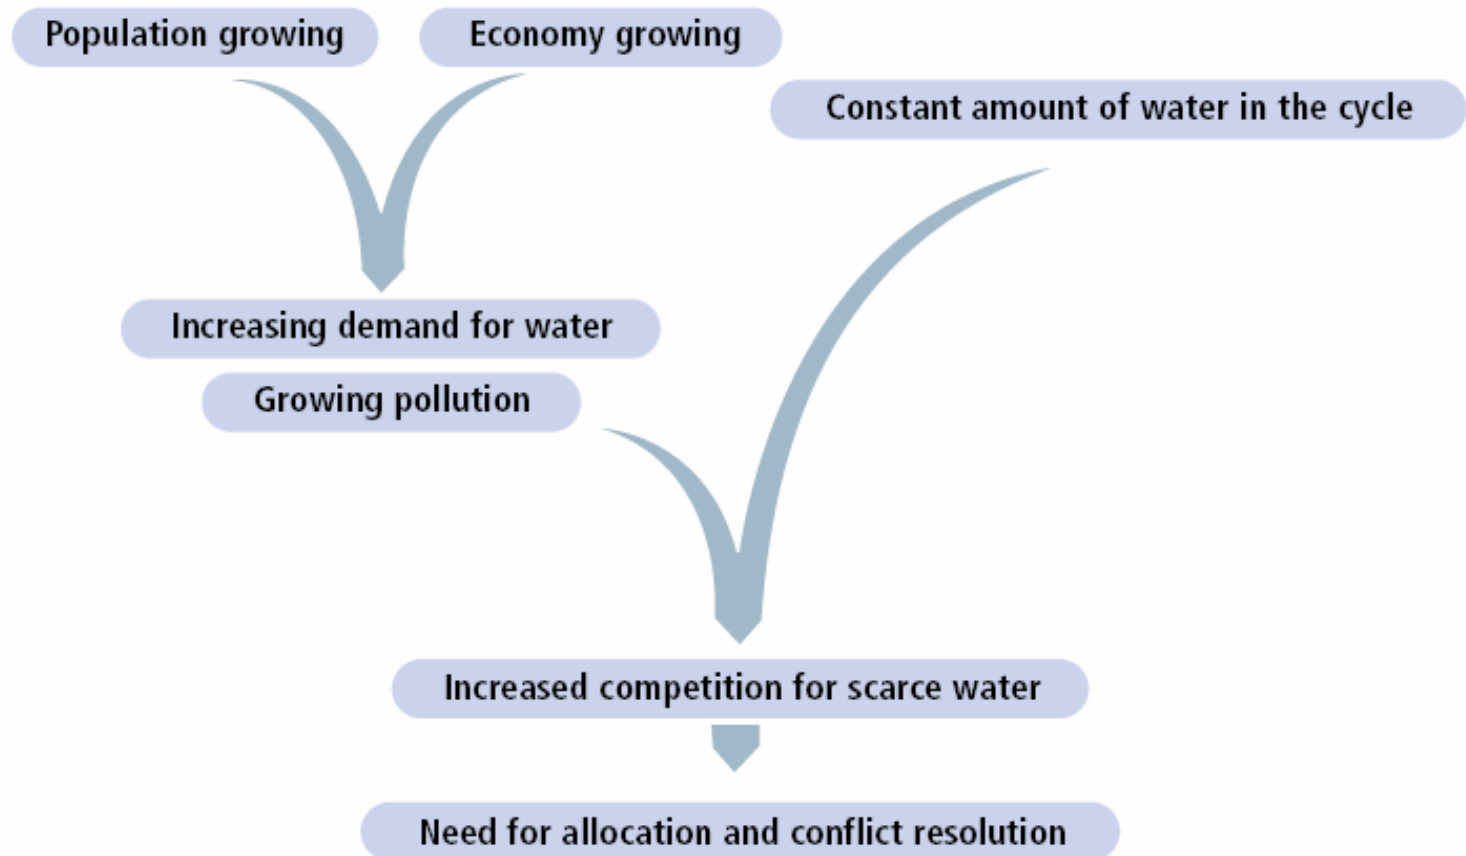 Population growing
Economy growing
Constant amount of water in the cycle
Increasing demand for water
Growing pollution
Increased competition for scarce water
Need for allocation and conflict resolution